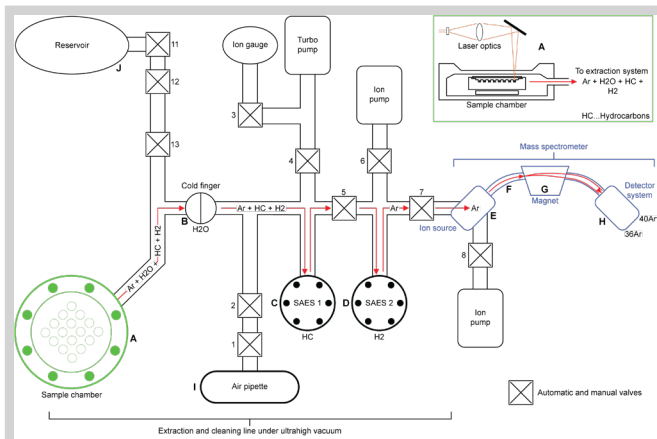 Reservoir
J
11
12
13
Ion gauge
3
Turbo
pump
4
Ion
pump
6
Laser optics
A
To extraction system
Ar + H2O + HC +
H2
Sample chamber
HC...Hydrocarbons
Mass spectrometer
Cold finger
B
H2O
Ar + HC + H2
5
Ar
7
Ion source
Ar
E
F
G
Magnet
Detector
system
H
40Ar
36Ar
8
Ion
pump
Ar + H2O + HC + H2
A
Sample chamber
2
1
C
SAES 1
HC
D
SAES 2
H2
I
Air pipette
Automatic and manual valves
Extraction and cleaning line under ultrahigh vacuum